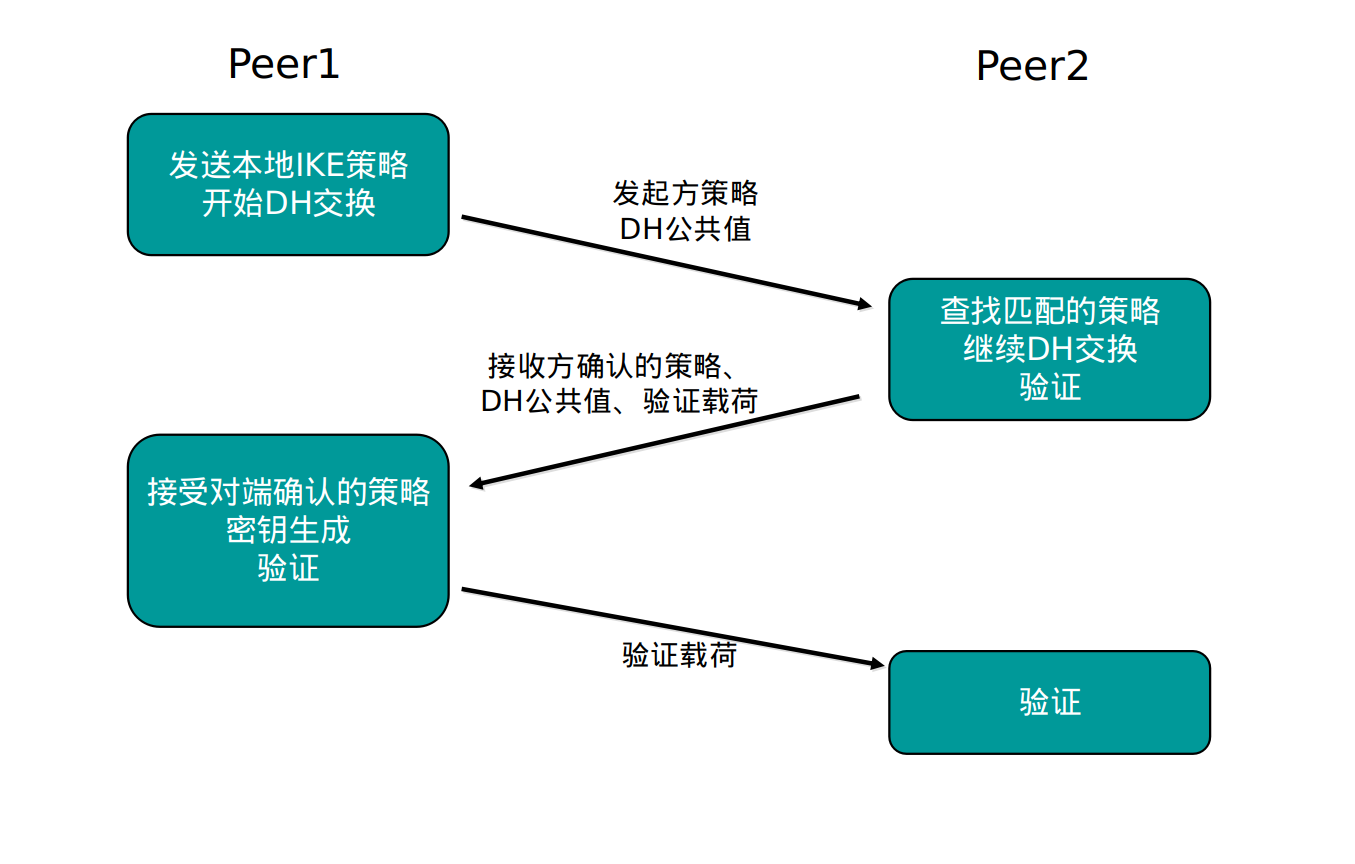 Peer1
Peer2
发送本地IKE策略
开始DH交换
发起方策略
DH公共值
查找匹配的策略
继续DH交换
验证
接收方确认的策略、
DH公共值、验证载荷
接受对端确认的策略
密钥生成
验证
验证载荷
验证